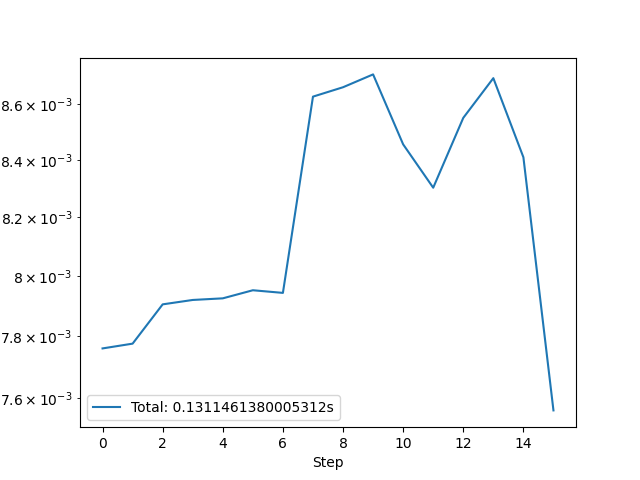 8.6 × 10⁻³
8.4 × 10⁻³
8.2 × 10⁻³
8 × 10⁻³
7.8 × 10⁻³
7.6 × 10⁻³
Total: 0.1311461380005312s
0 2 4 6 8 10 12 14
Step